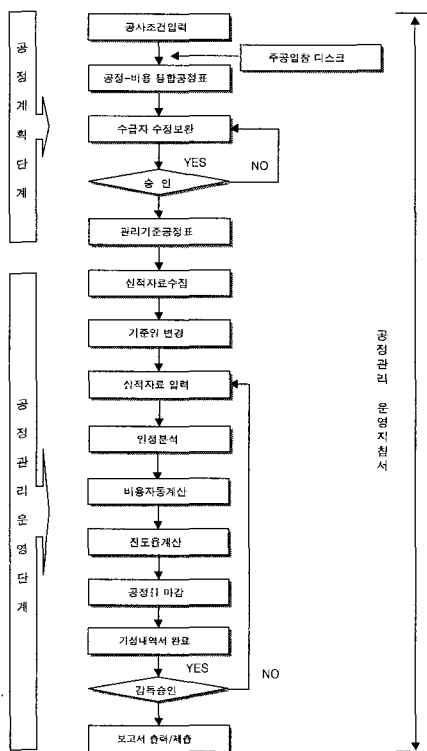 공사조건입력
주공입찰 디스크
공정-비용 통합공정표
수급자 수정보완
YES
NO
승 인
관리기준공정표
실적자료수집
기준일 변경
실적자료 입력
일정분석
비용자동계산
진도율계산
공정률 마감
기성내역서 완료
YES
NO
감독승인
보고서 출력/제출
공정계획단계
공정관리운영단계
공정관리 운영지침서